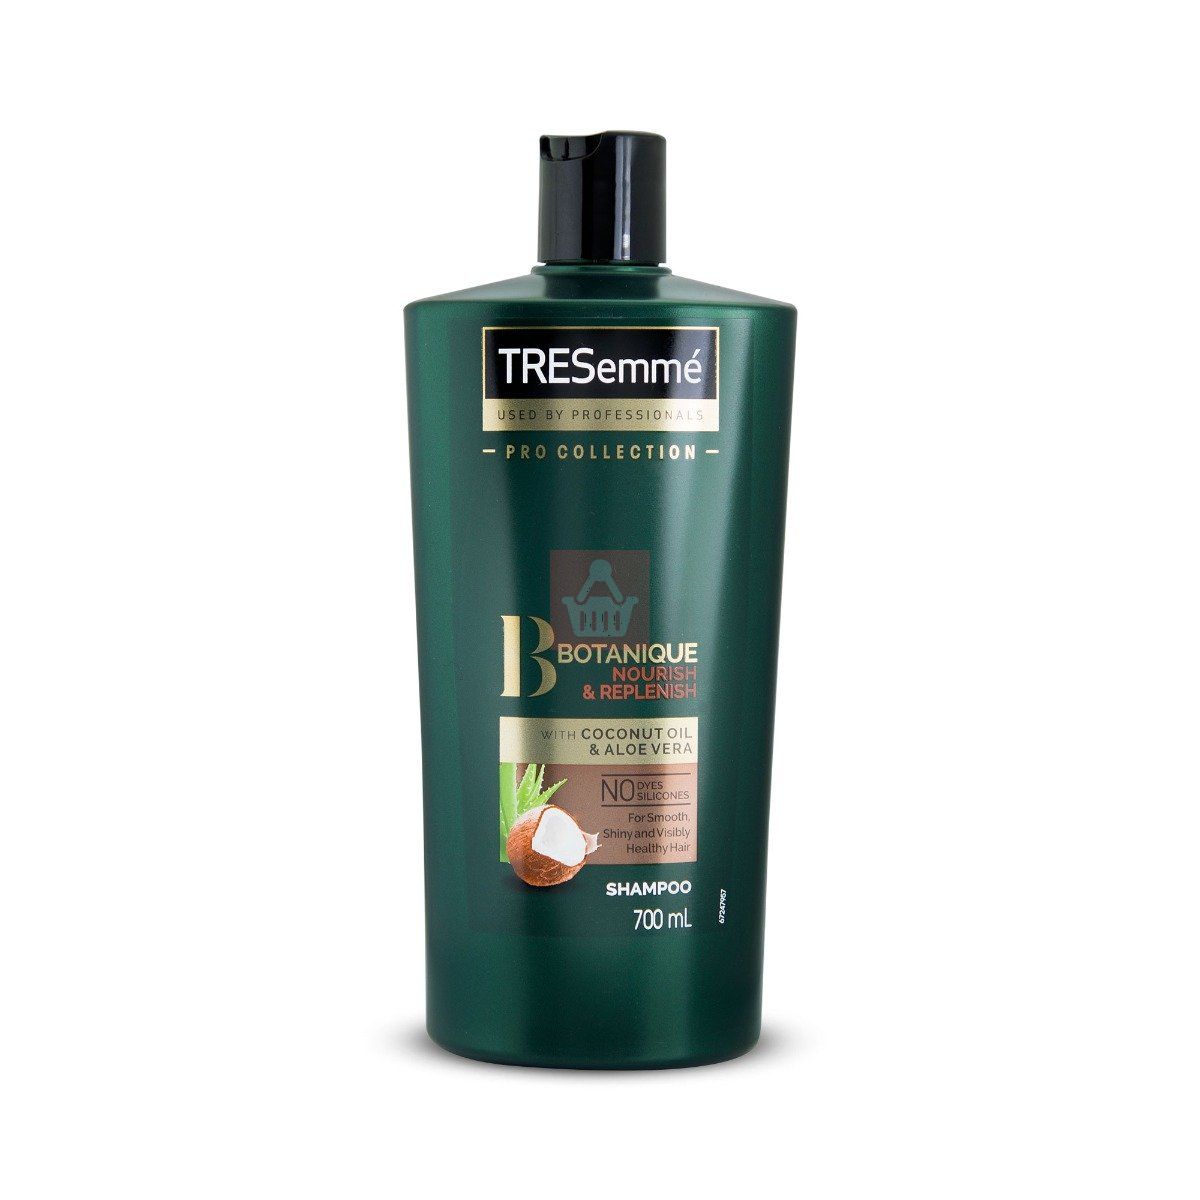 TRESemmé
USED BY PROFESSIONALS
PRO COLLECTION
B
BOTANIQUE
NOURISH
& REPLENISH
WITH COCONUT OIL
& ALOE VERA
NO DYES
SILICONES
For Smooth,
Shiny and Visibly
Healthy Hair
SHAMPOO
700 mL
67247957